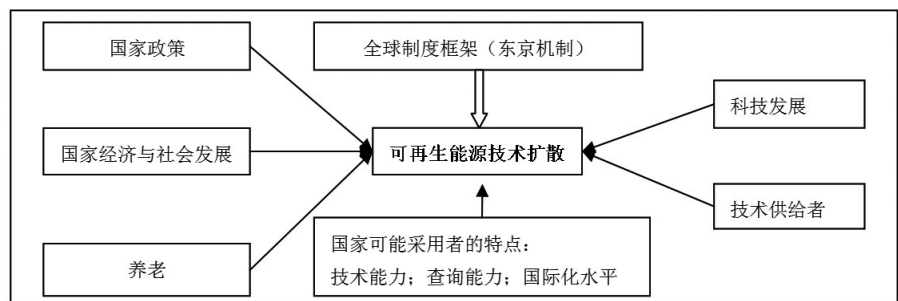 国家政策
全球制度框架（东京机制）
科技发展
国家经济与社会发展
可再生能源技术扩散
技术供给者
养老
国家可能采用者的特点：
技术能力；查询能力；国际化水平